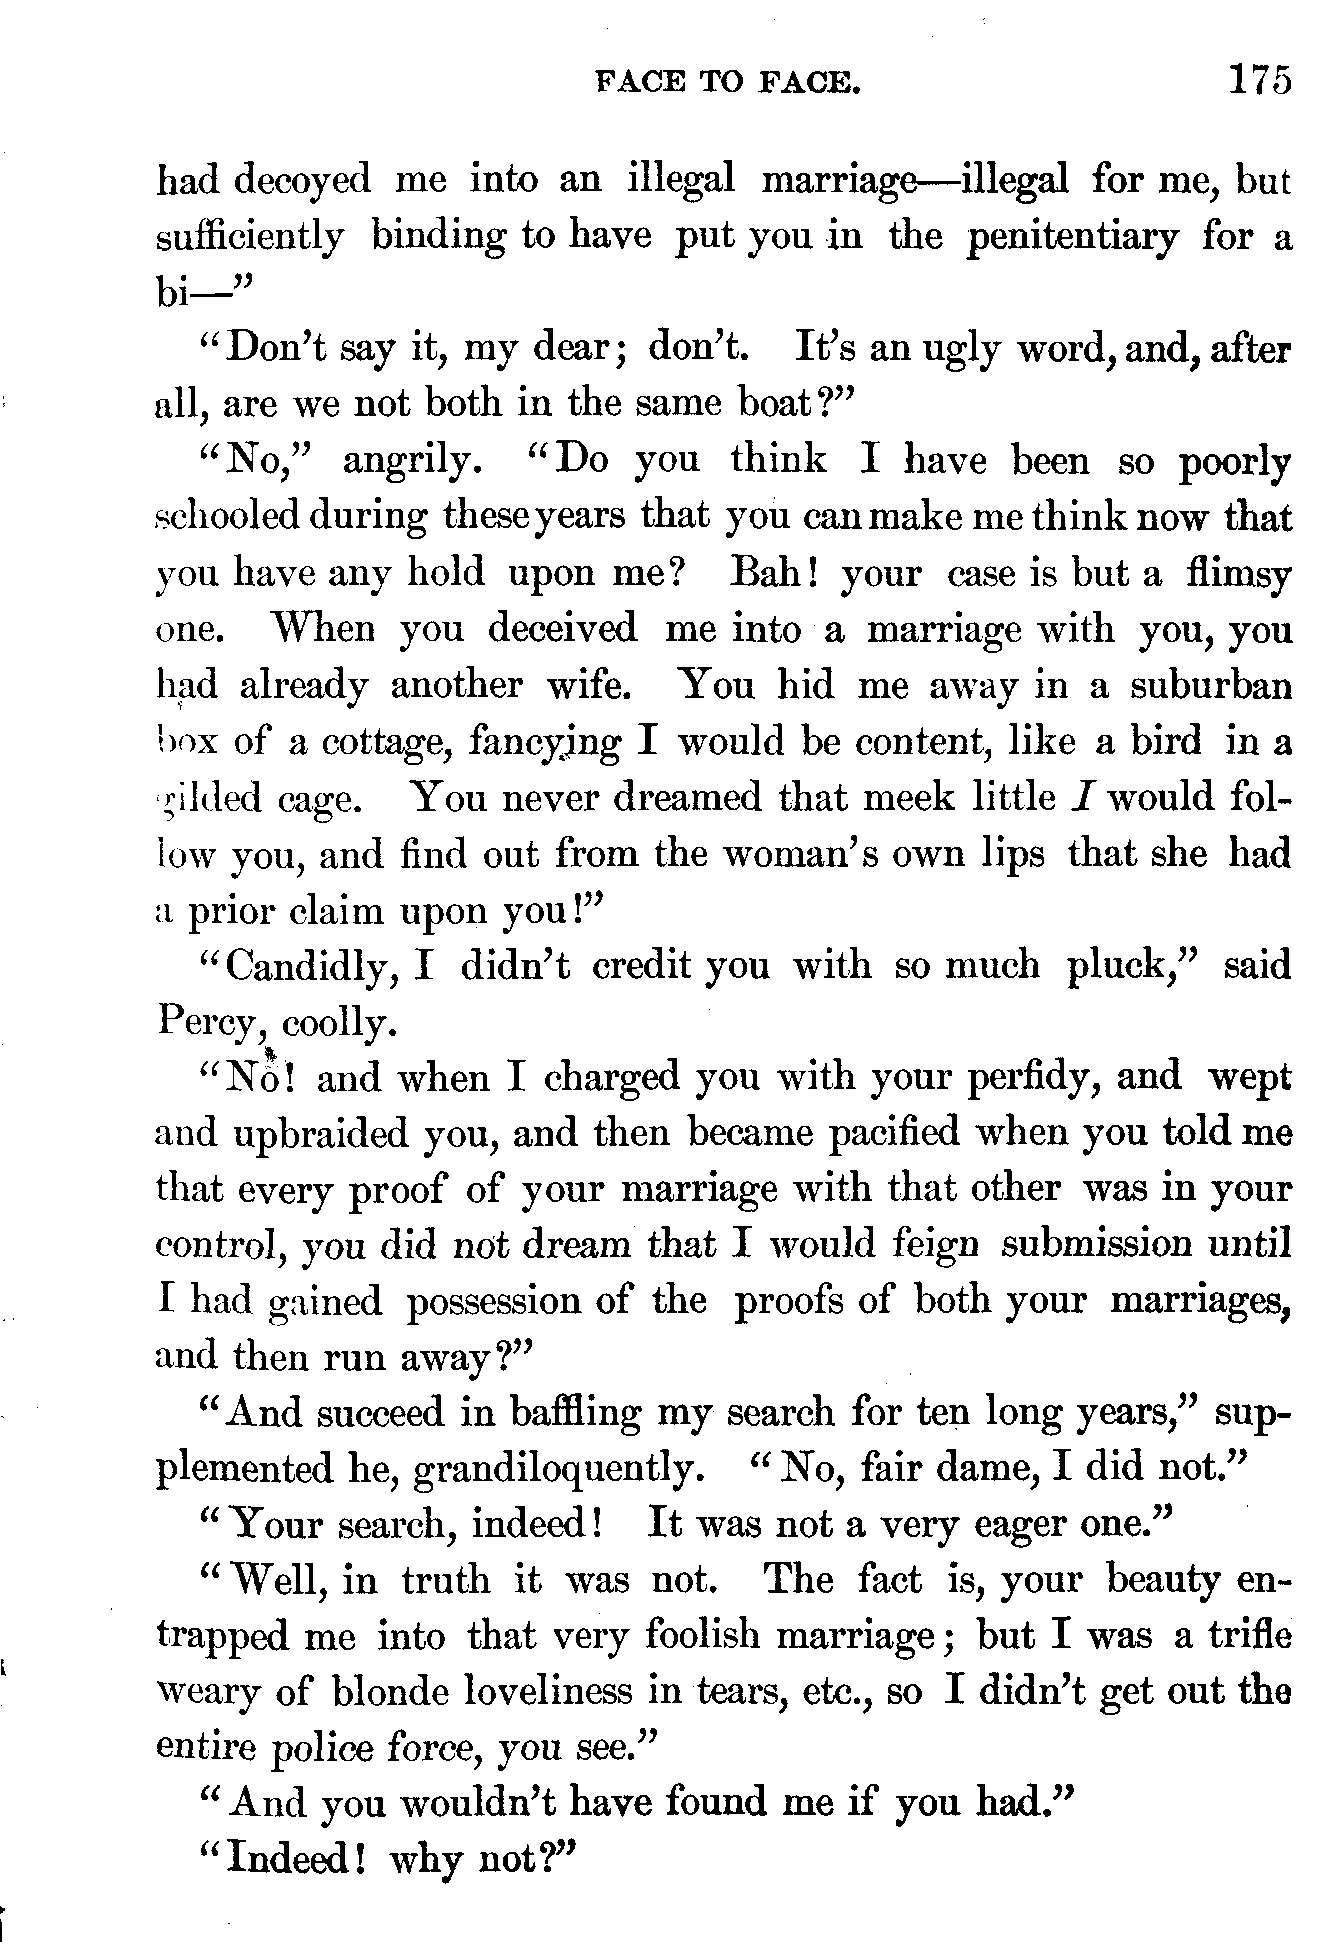 FACE TO FACE. 175
had decoyed me into an illegal marriage—illegal for me, but
sufficiently binding to have put you in the penitentiary for a
bi—”
“Don’t say it, my dear; don’t. It’s an ugly word, and, after
all, are we not both in the same boat?”
“No,” angrily. “Do you think I have been so poorly
schooled during these years that you can make me think now that
you have any hold upon me? Bah! your case is but a flimsy
one. When you deceived me into a marriage with you, you
had already another wife. You hid me away in a suburban
box of a cottage, fancying I would be content, like a bird in a
gilded cage. You never dreamed that meek little I would fol-
low you, and find out from the woman’s own lips that she had
a prior claim upon you!”
“Candidly, I didn’t credit you with so much pluck,” said
Percy, coolly.
“No! and when I charged you with your perfidy, and wept
and upbraided you, and then became pacified when you told me
that every proof of your marriage with that other was in your
control, you did not dream that I would feign submission until
I had gained possession of the proofs of both your marriages,
and then run away?”
“And succeed in baffling my search for ten long years,” sup-
plemented he, grandiloquently. “No, fair dame, I did not.”
“Your search, indeed! It was not a very eager one.”
“Well, in truth it was not. The fact is, your beauty en-
trapped me into that very foolish marriage; but I was a trifle
weary of blonde loveliness in tears, etc., so I didn’t get out the
entire police force, you see.”
“And you wouldn’t have found me if you had.”
“Indeed! why not?”